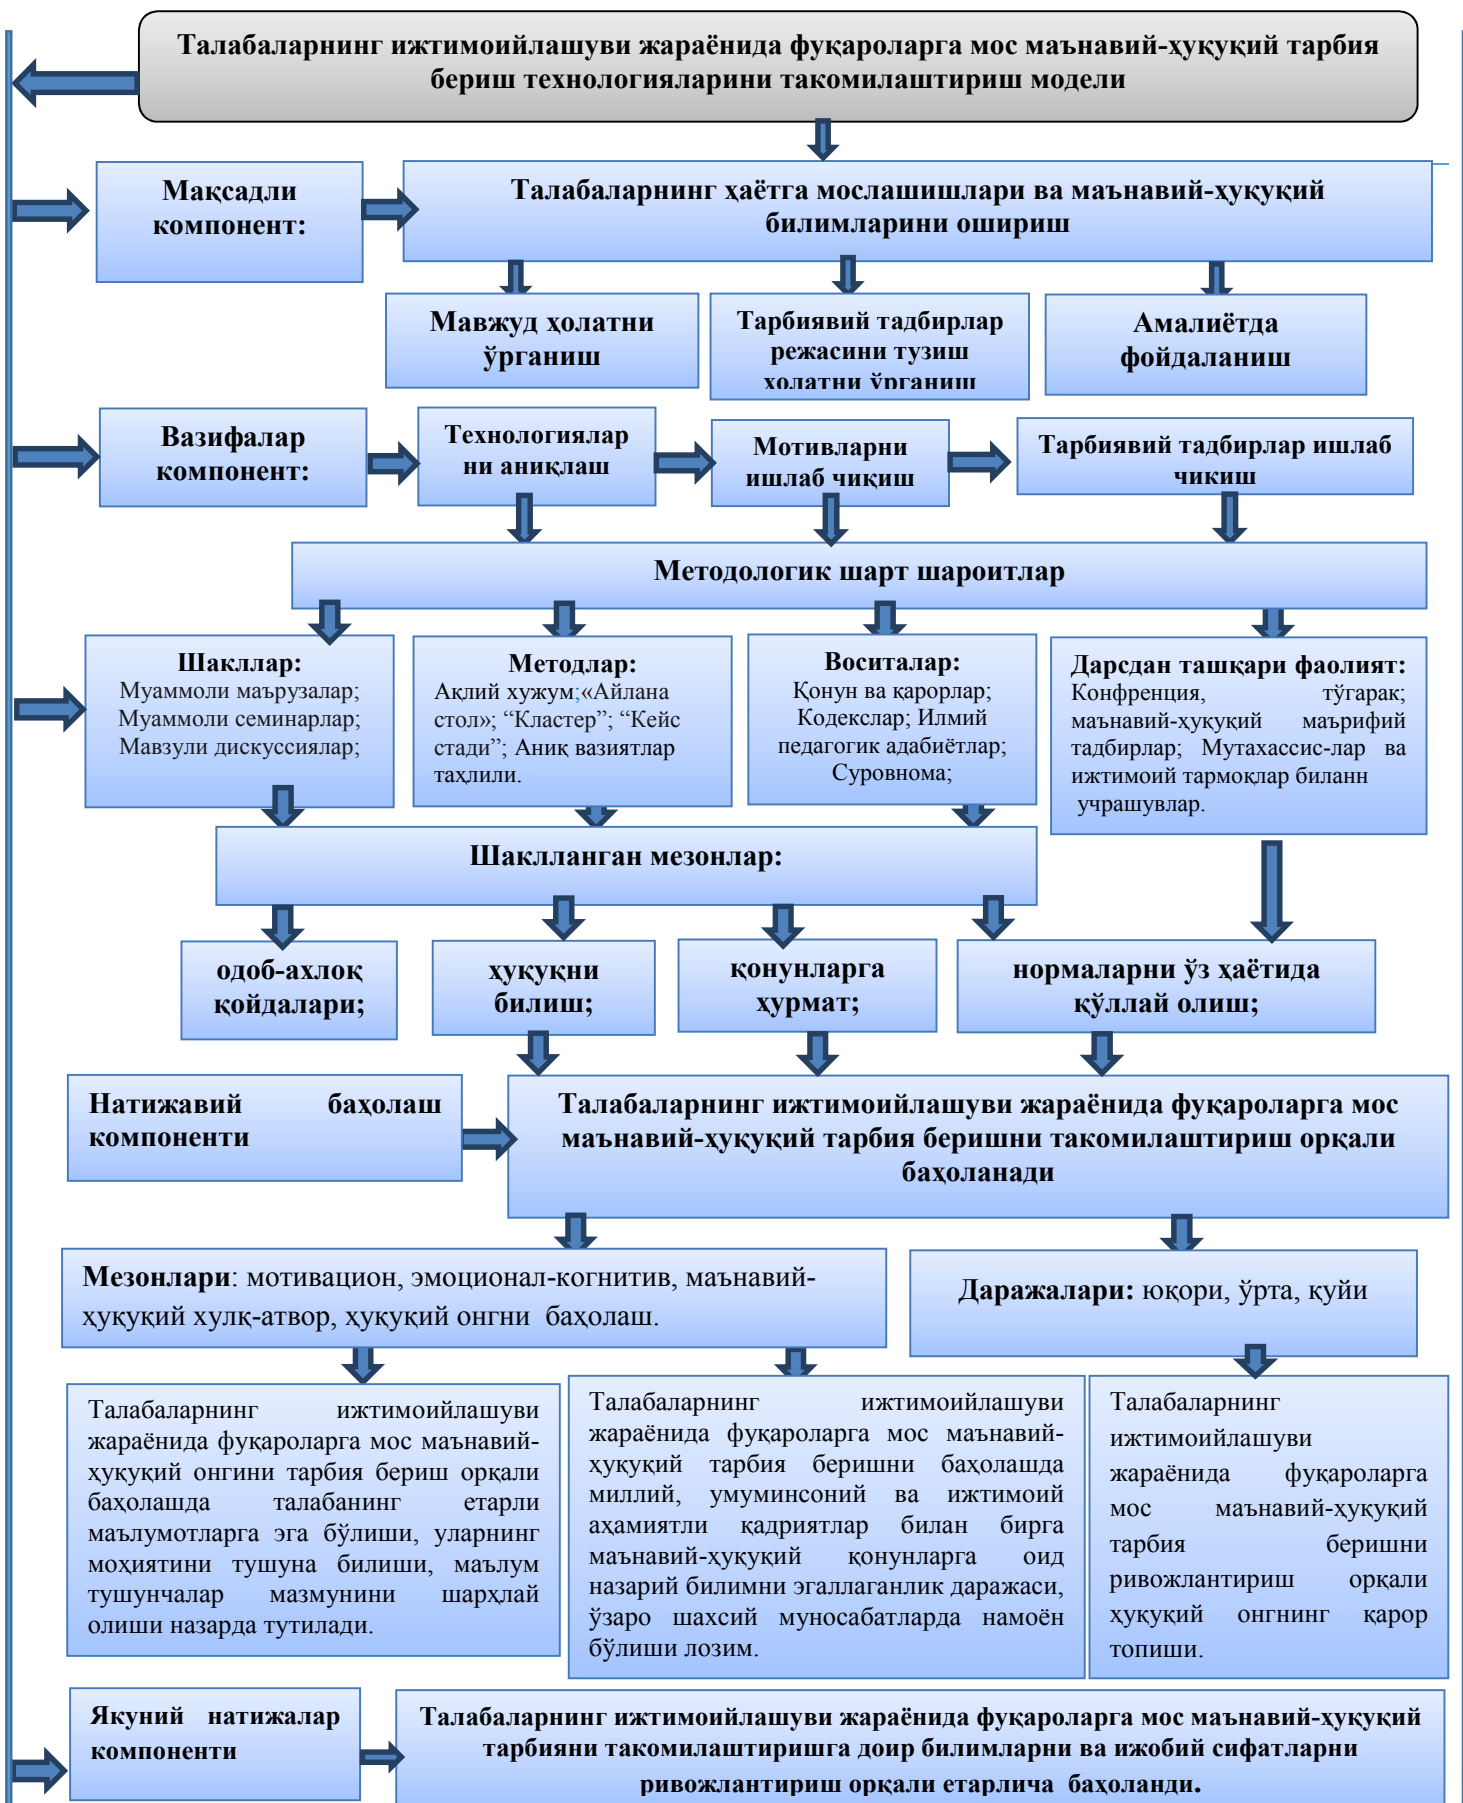 Талабаларнинг ижтимоийлашуви жараёнида фуқароларга мос маънавий-ҳуқуқий тарбия
бериш технологияларини такомилаштириш модели
Мақсадли
компонент:
Талабаларнинг ҳаётга мослашишлари ва маънавий-ҳуқуқий
билимларини ошириш
Мавжуд ҳолатни
ўрганиш
Тарбиявий тадбирлар
режасини тузиш
ҳолатни ўрганиш
Амалиётда
фойдаланиш
Вазифалар
компонент:
Технологиялар
ни аниқлаш
Мотивларни
ишлаб чиқиш
Тарбиявий тадбирлар ишлаб
чикиш
Методологик шарт шароитлар
Шакллар:
Муаммоли маърузалар;
Муаммоли семинарлар;
Мавзули дискуссиялар;
Методлар:
Ақлий хужум;«Айлана
стол»; “Кластер”; “Кейс
стади”; Аниқ вазиятлар
таҳлили.
Воситалар:
Қонун ва қарорлар;
Кодекслар; Илмий
педагогик адабиётлар;
Суровнома;
Дарсдан ташқари фаолият:
Конфренция, тўгарак;
маънавий-ҳуқуқий маърифий
тадбирлар; Мутахассис-лар ва
ижтимоий тармоқлар биланн
учрашувлар.
Шаклланган мезонлар:
одоб-ахлоқ
қойдалари;
ҳуқуқни
билиш;
қонунларга
ҳурмат;
нормаларни ўз ҳаётида
қўллай олиш;
Натижавий баҳолаш
компоненти
Талабаларнинг ижтимоийлашуви жараёнида фуқароларга мос
маънавий-ҳуқуқий тарбия беришни такомилаштириш орқали
баҳоланади
Мезонлари: мотивацион, эмоционал-когнитив, маънавий-
ҳуқуқий хулқ-атвор, ҳуқуқий онгни баҳолаш.
Даражалари: юқори, ўрта, қуйи
Талабаларнинг ижтимоийлашуви
жараёнида фуқароларга мос маънавий-
ҳуқуқий онгини тарбия бериш орқали
баҳолашда талабанинг етарли
маълумотларга эга бўлиши, уларнинг
моҳиятини тушуна билиши, маълум
тушунчалар мазмунини шарҳлай
олиши назарда тутилади.
Талабаларнинг ижтимоийлашуви
жараёнида фуқароларга мос маънавий-
ҳуқуқий тарбия беришни баҳолашда
миллий, умуминсоний ва ижтимоий
аҳамиятли қадриятлар билан бирга
маънавий-ҳуқуқий қонунларга оид
назарий билимни эгаллаганлик даражаси,
ўзаро шахсий муносабатларда намоён
бўлиши лозим.
Талабаларнинг
ижтимоийлашуви
жараёнида фуқароларга
мос маънавий-ҳуқуқий
тарбия беришни
ривожлантириш орқали
ҳуқуқий онгнинг қарор
топиши.
Якуний натижалар
компоненти
Талабаларнинг ижтимоийлашуви жараёнида фуқароларга мос маънавий-ҳуқуқий
тарбияни такомилаштиришга доир билимларни ва ижобий сифатларни
ривожлантириш орқали етарлича баҳоланди.